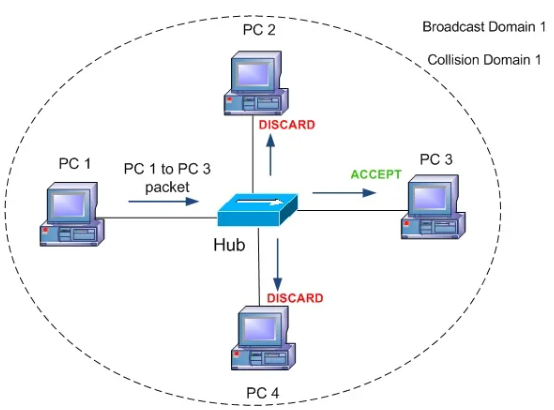 PC 2
Broadcast Domain 1
Collision Domain 1
DISCARD
PC 1
PC 1 to PC 3
packet
ACCEPT
PC 3
Hub
DISCARD
PC 4